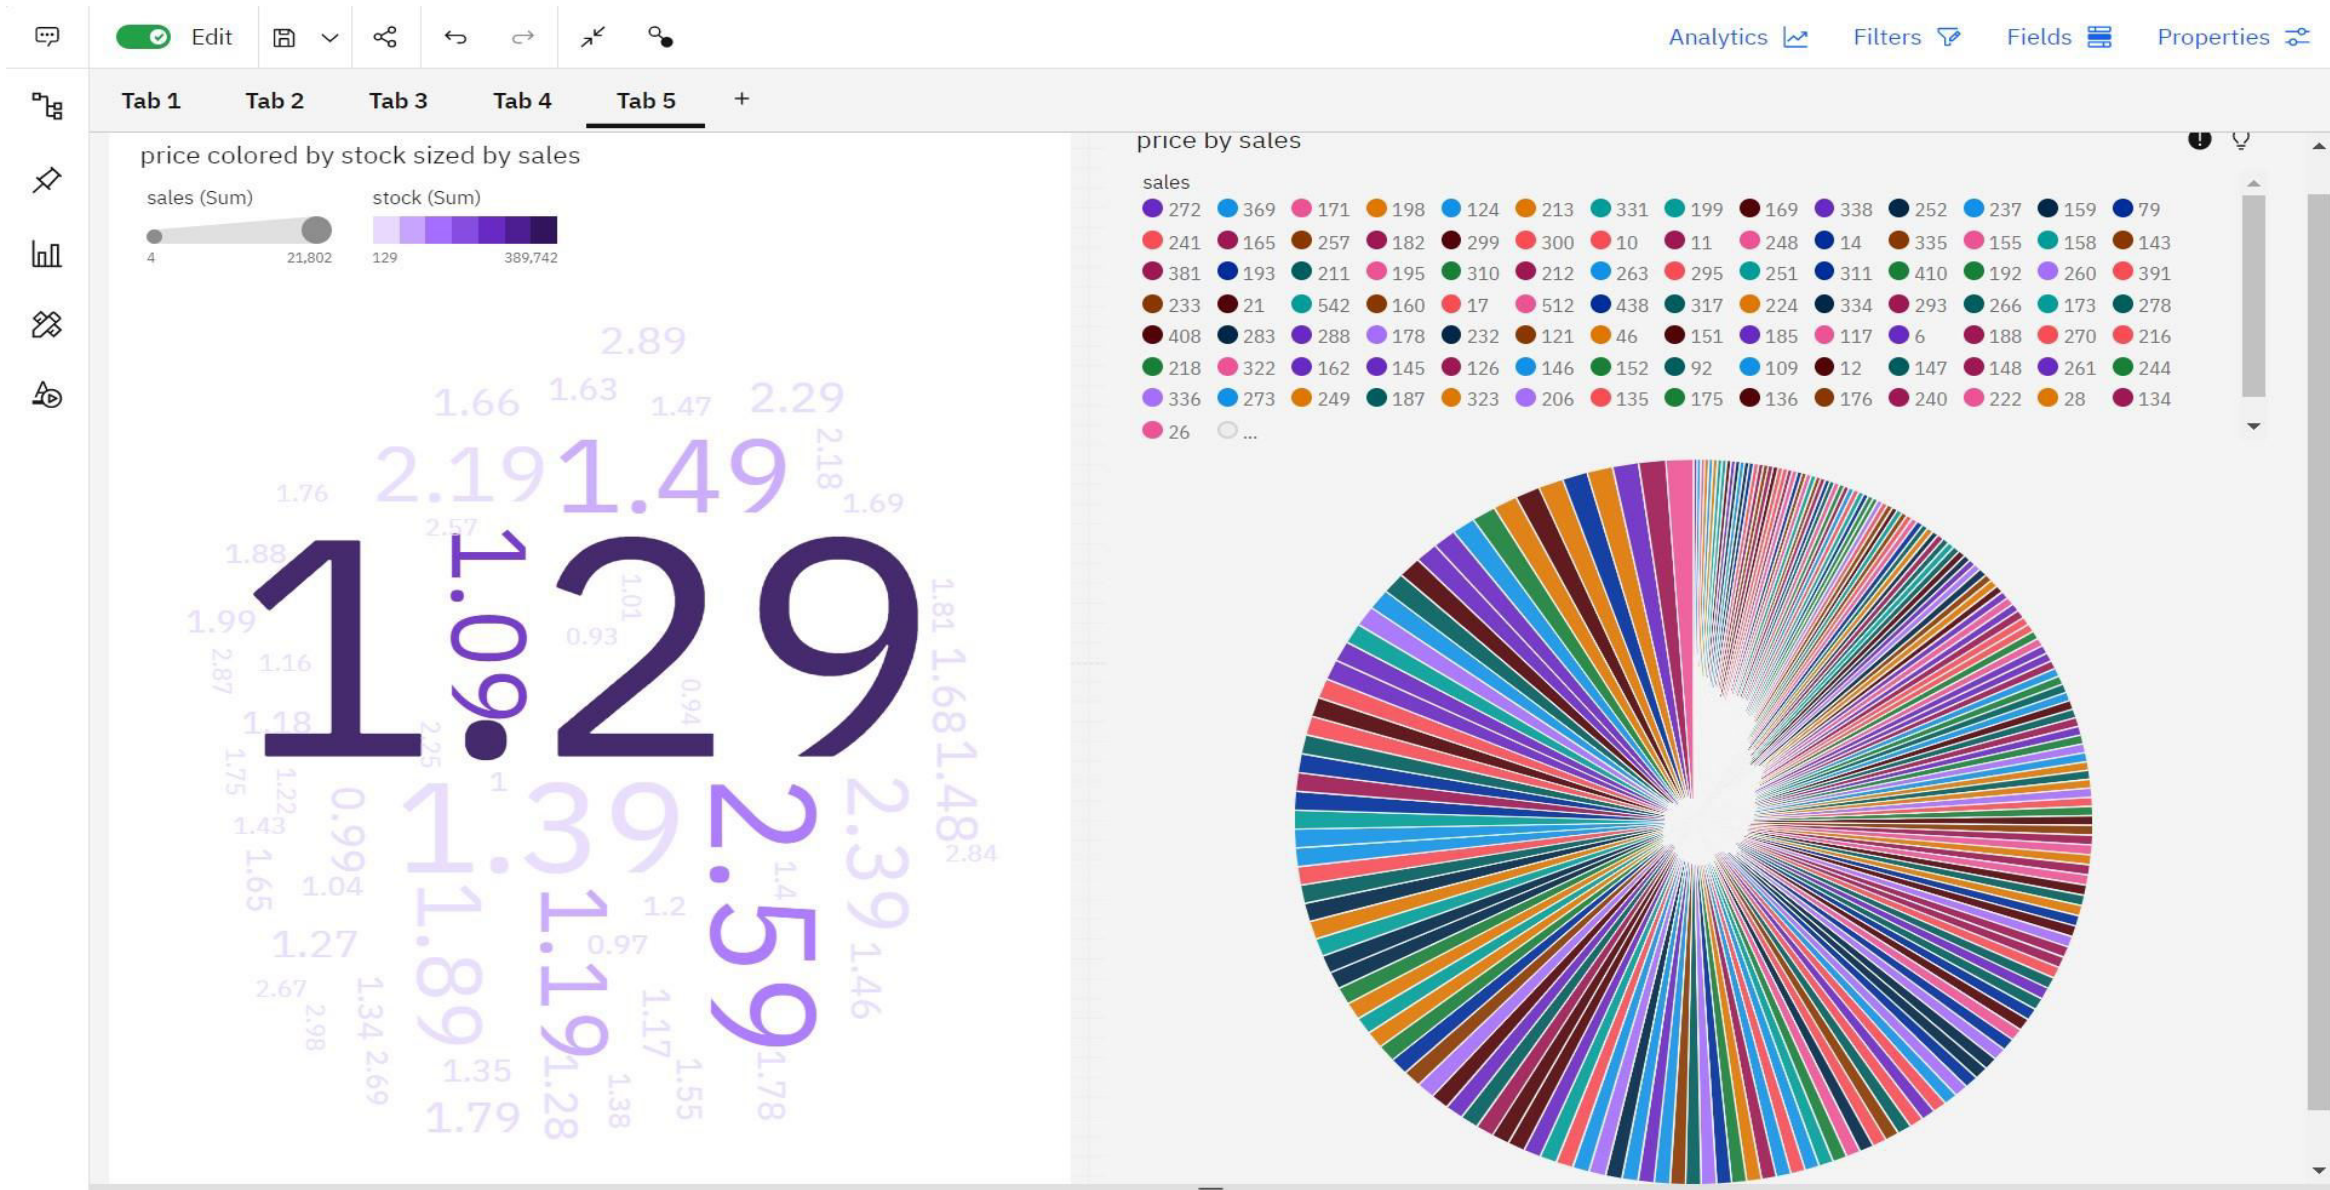 Edit
Analytics Filters Fields Properties
Tab 1 Tab 2 Tab 3 Tab 4 Tab 5 +
price colored by stock sized by sales
sales (Sum) stock (Sum)
4 21,802 129 389,742
2.89
1.66 1.63 1.47 2.29
2.19 1.49 2.18
1.76 1.69
2.57
1.88
1.29
1.09
1.01
1.81
1.99
0.93
2.87
1.16
1.68
0.94
1.18
2.25
1.75
1.22
1
1.48
0.99
1.39
2.59
2.39
1.43
2.84
1.65
1.04
1.2
1.89
1.19
1.27
0.97
1.46
2.67
2.98
1.34
1.17
2.69
1.35
1.28
1.38
1.55
1.78
1.79
price by sales
sales
272 369 171 198 124 213 331 199 169 338 252 237 159 79
241 165 257 182 299 300 10 11 248 14 335 155 158 143
381 193 211 195 310 212 263 295 251 311 410 192 260 391
233 21 542 160 17 512 438 317 224 334 293 266 173 278
408 283 288 178 232 121 46 151 185 117 6 188 270 216
218 322 162 145 126 146 152 92 109 12 147 148 261 244
336 273 249 187 323 206 135 175 136 176 240 222 28 134
26 ...